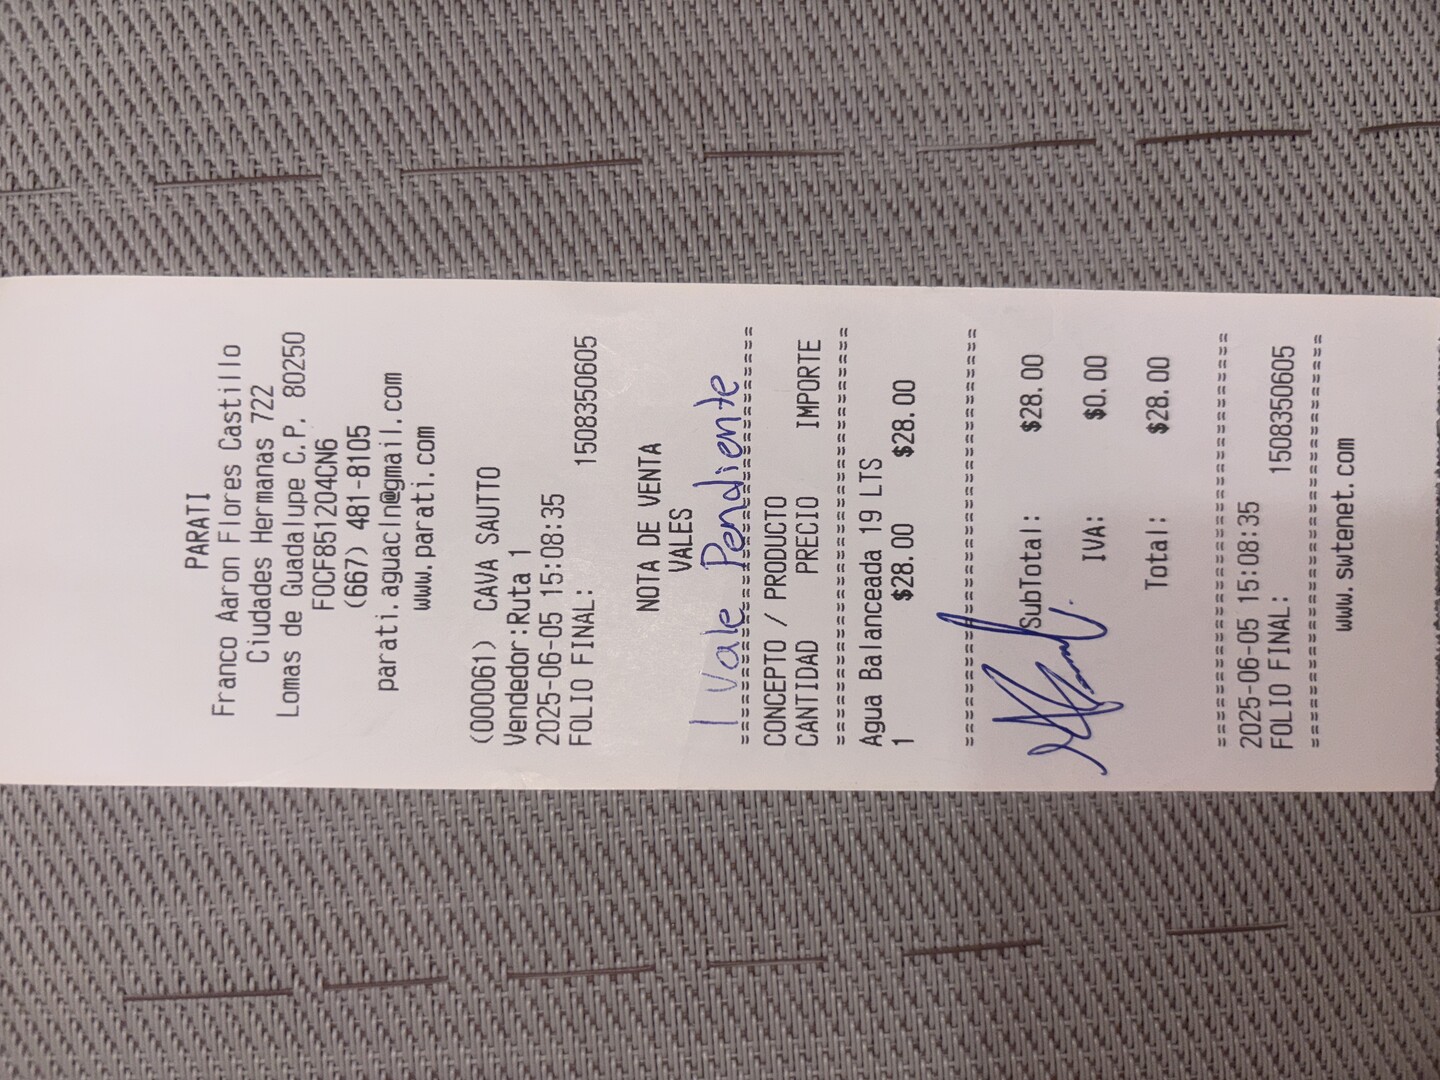 PARATI
Franco Aaron Flores Castillo
Ciudades Hermanas 722
Lomas de Guadalupe C.P. 80250
FOCF851204CN6
(667) 481-8105
parati.aguacln@gmail.com
www.parati.com
(000061) CAVA SAUTTO
Vendedor:Ruta 1
2025-06-05 15:08:35
FOLIO FINAL: 1508350605
NOTA DE VENTA
VALES
1 Vale Pendiente
==============================
CONCEPTO / PRODUCTO
CANTIDAD PRECIO IMPORTE
==============================
Agua Balanceada 19 LTS
1 $28.00 $28.00
==============================
SubTotal: $28.00
IVA: $0.00
Total: $28.00
==============================
2025-06-05 15:08:35
FOLIO FINAL: 1508350605
==============================
www.swtenet.com